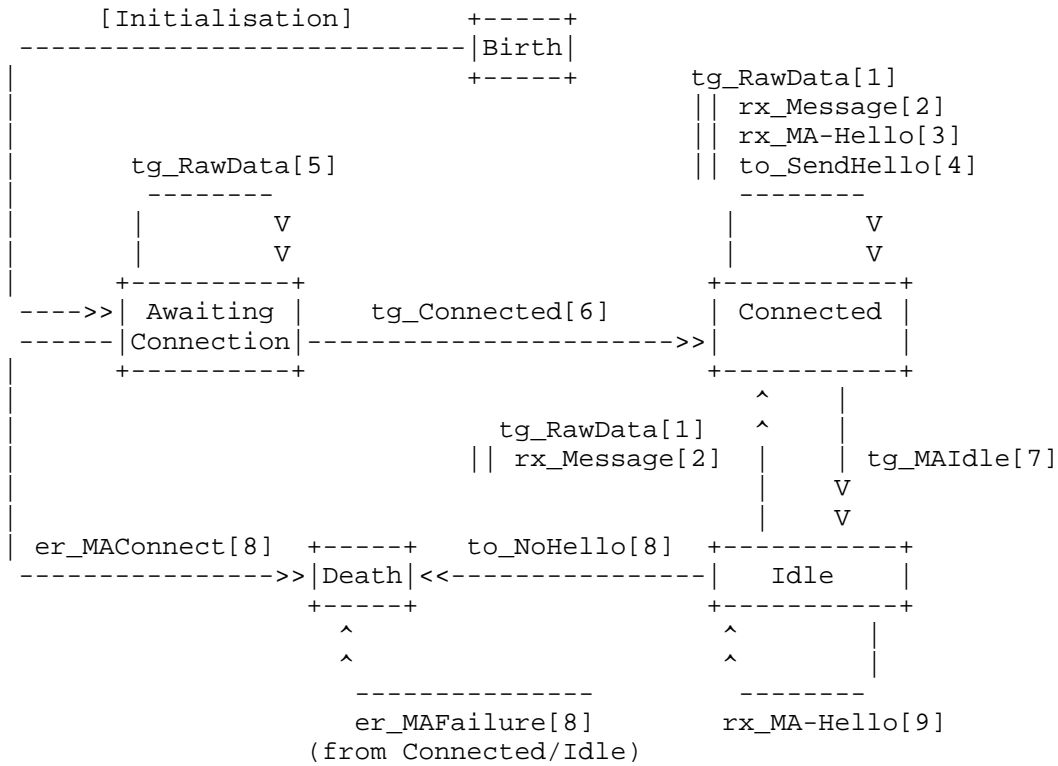 [Initialisation]
Birth
tg_RawData[1]
|| rx_Message[2]
|| rx_MA-Hello[3]
tg_RawData[5] || to_SendHello[4]
V V
V V
Awaiting tg_Connected[6] Connected
Connection
tg_RawData[1]
|| rx_Message[2] tg_MAIdle[7]
V
V
er_MAConnect[8] to_NoHello[8]
Death Idle
er_MAFailure[8] rx_MA-Hello[9]
(from Connected/Idle)